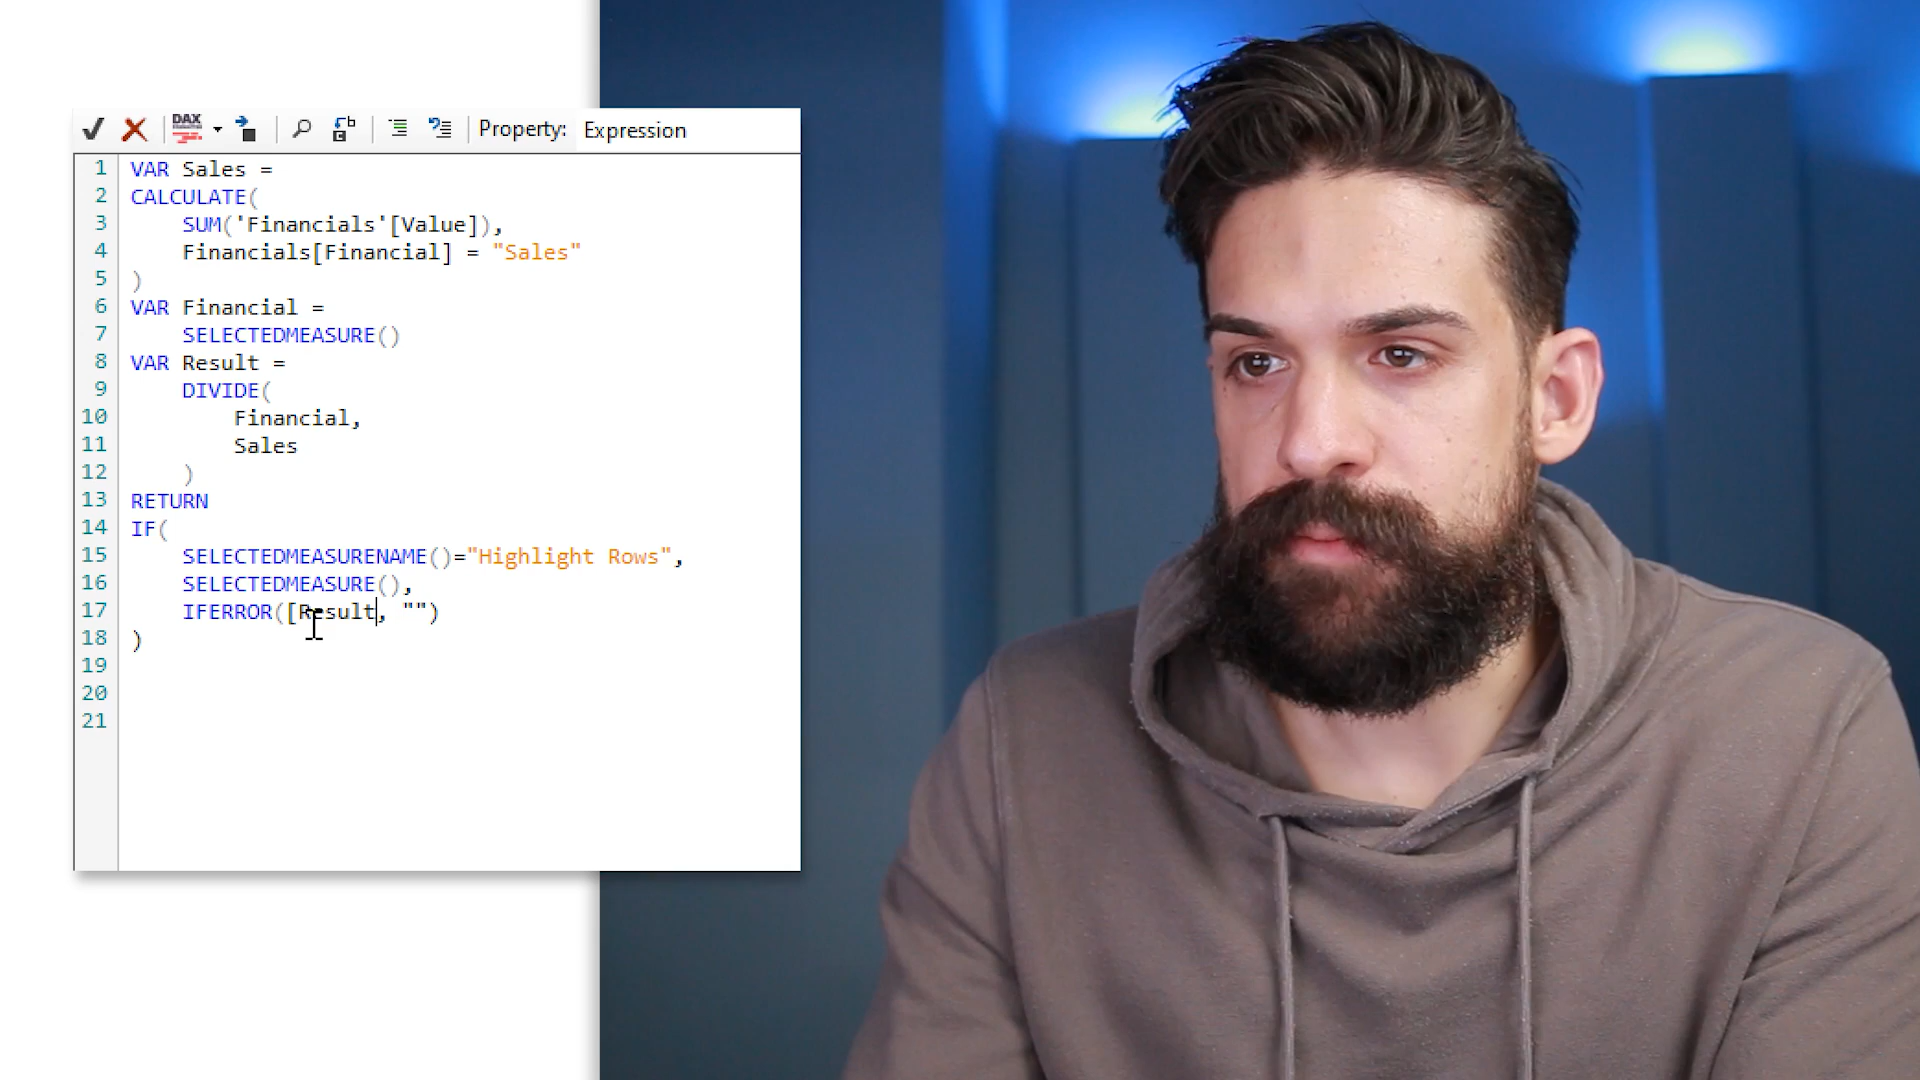 DAX
Property: Expression
1 VAR Sales =
2 CALCULATE(
3 SUM('Financials'[Value]),
4 Financials[Financial] = "Sales"
5 )
6 VAR Financial =
7 SELECTEDMEASURE()
8 VAR Result =
9 DIVIDE(
10 Financial,
11 Sales
12 )
13 RETURN
14 IF(
15 SELECTEDMEASURENAME()="Highlight Rows",
16 SELECTEDMEASURE(),
17 IFERROR([Result, "")
18 )
19
20
21